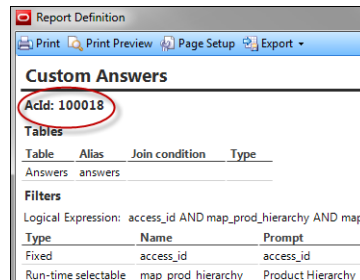 Report Definition
Print Print Preview Page Setup Export
Custom Answers
AcId: 100018
Tables
Table Alias Join condition Type
Answers answers
Filters
Logical Expression: access_id AND map_prod_hierarchy AND map
Type Name Prompt
Fixed access_id access_id
Run-time selectable map_prod_hierarchy Product Hierarchy